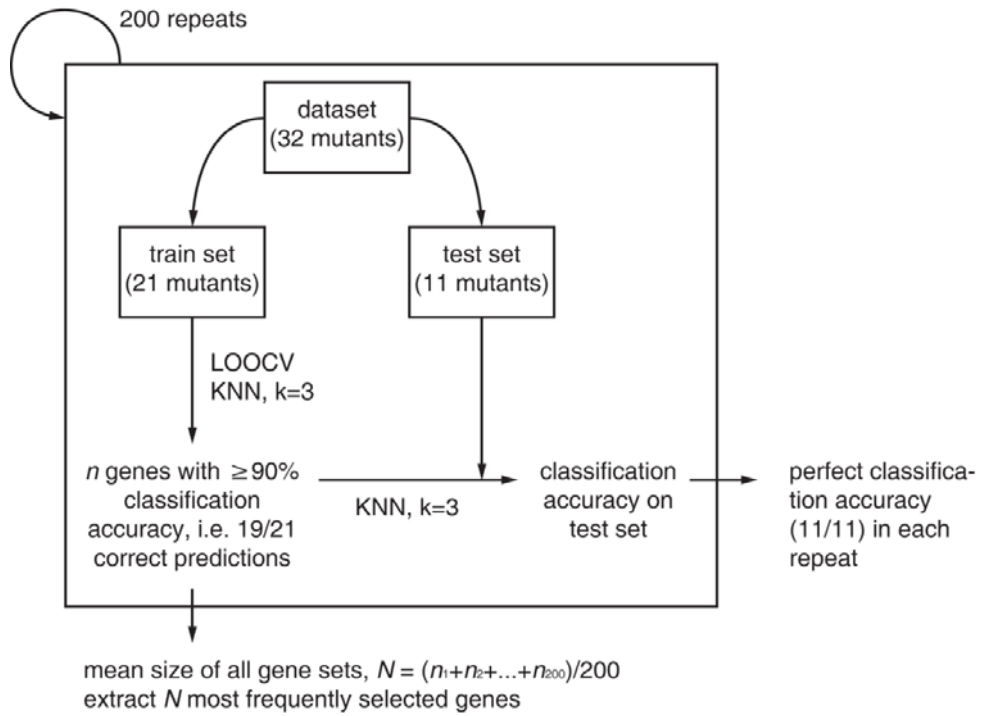 200 repeats
dataset
(32 mutants)
train set
(21 mutants)
test set
(11 mutants)
LOOCV
KNN, k=3
n genes with ≥90%
classification
accuracy, i.e. 19/21
correct predictions
KNN, k=3
classification
accuracy on
test set
perfect classifica-
tion accuracy
(11/11) in each
repeat
mean size of all gene sets, N = (n1+n2+...+n200)/200
extract N most frequently selected genes